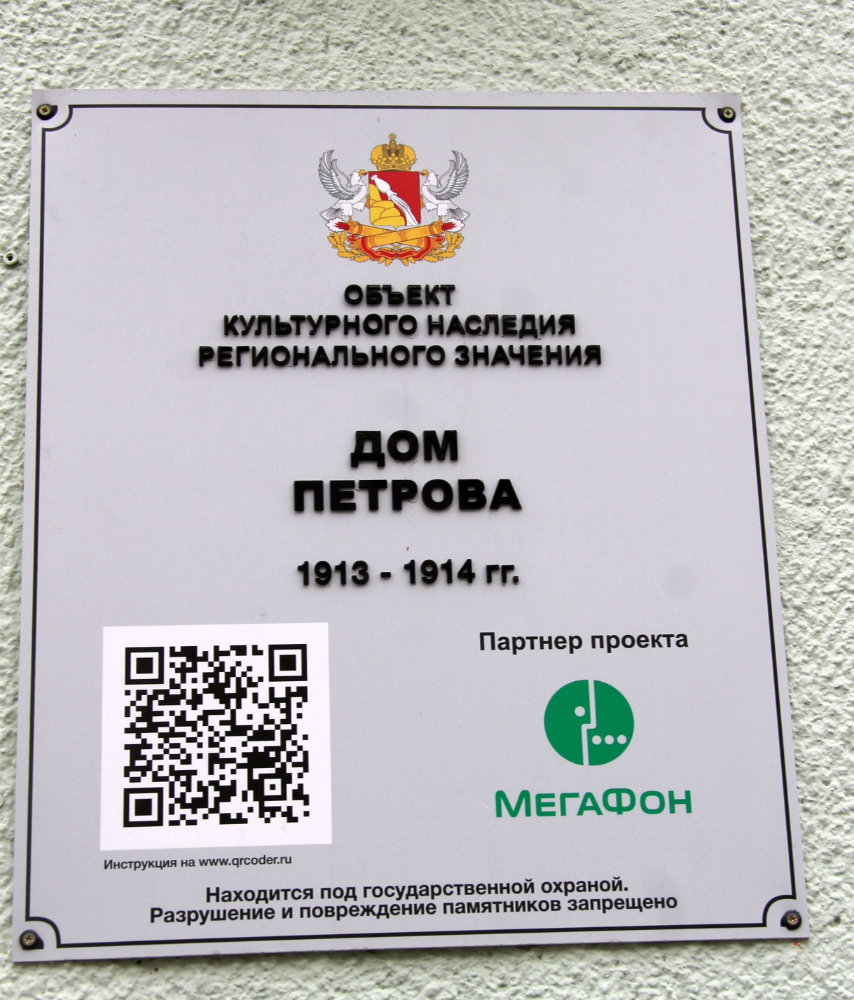 ОБЪЕКТ
КУЛЬТУРНОГО НАСЛЕДИЯ
РЕГИОНАЛЬНОГО ЗНАЧЕНИЯ
ДОМ
ПЕТРОВА
1913 - 1914 гг.
Партнер проекта
МЕГАФОН
Инструкция на www.qrcoder.ru
Находится под государственной охраной.
Разрушение и повреждение памятников запрещено